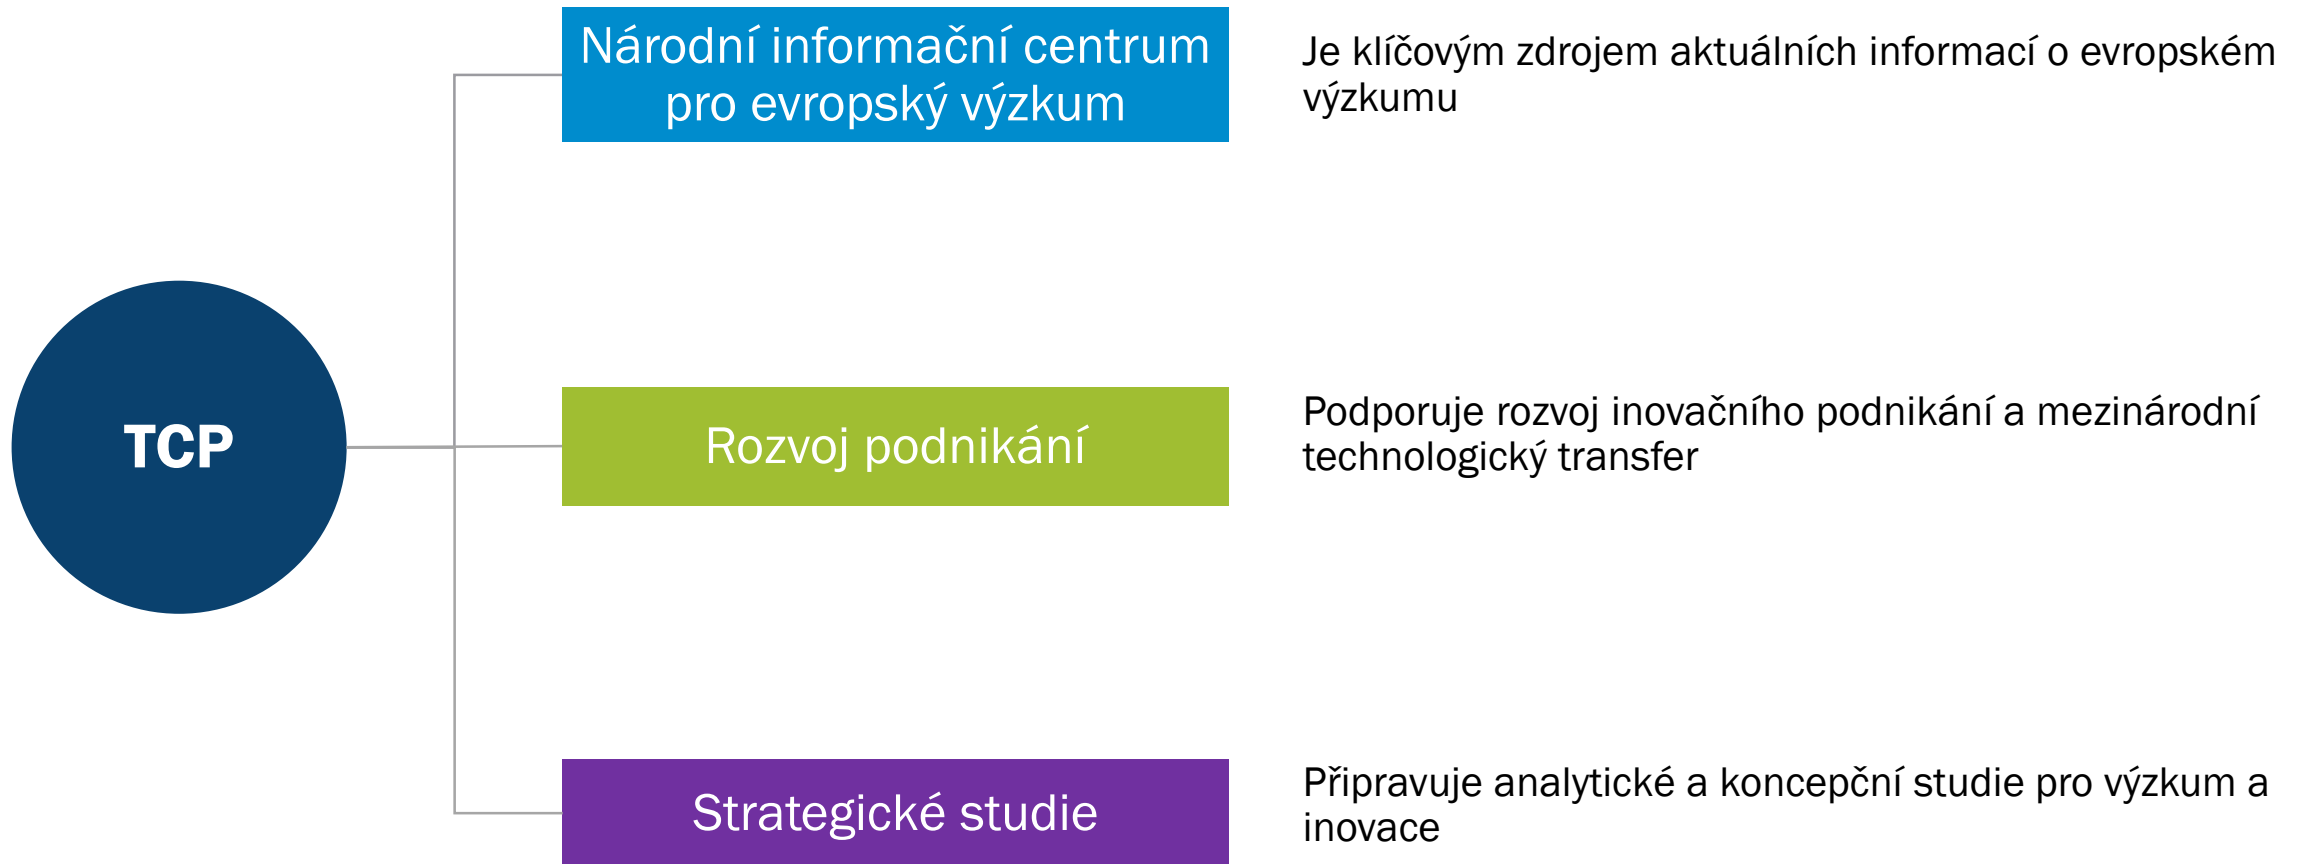 Národní informační centrum
pro evropský výzkum
Je klíčovým zdrojem aktuálních informací o evropském
výzkumu
TCP
Rozvoj podnikání
Podporuje rozvoj inovačního podnikání a mezinárodní
technologický transfer
Strategické studie
Připravuje analytické a koncepční studie pro výzkum a
inovace